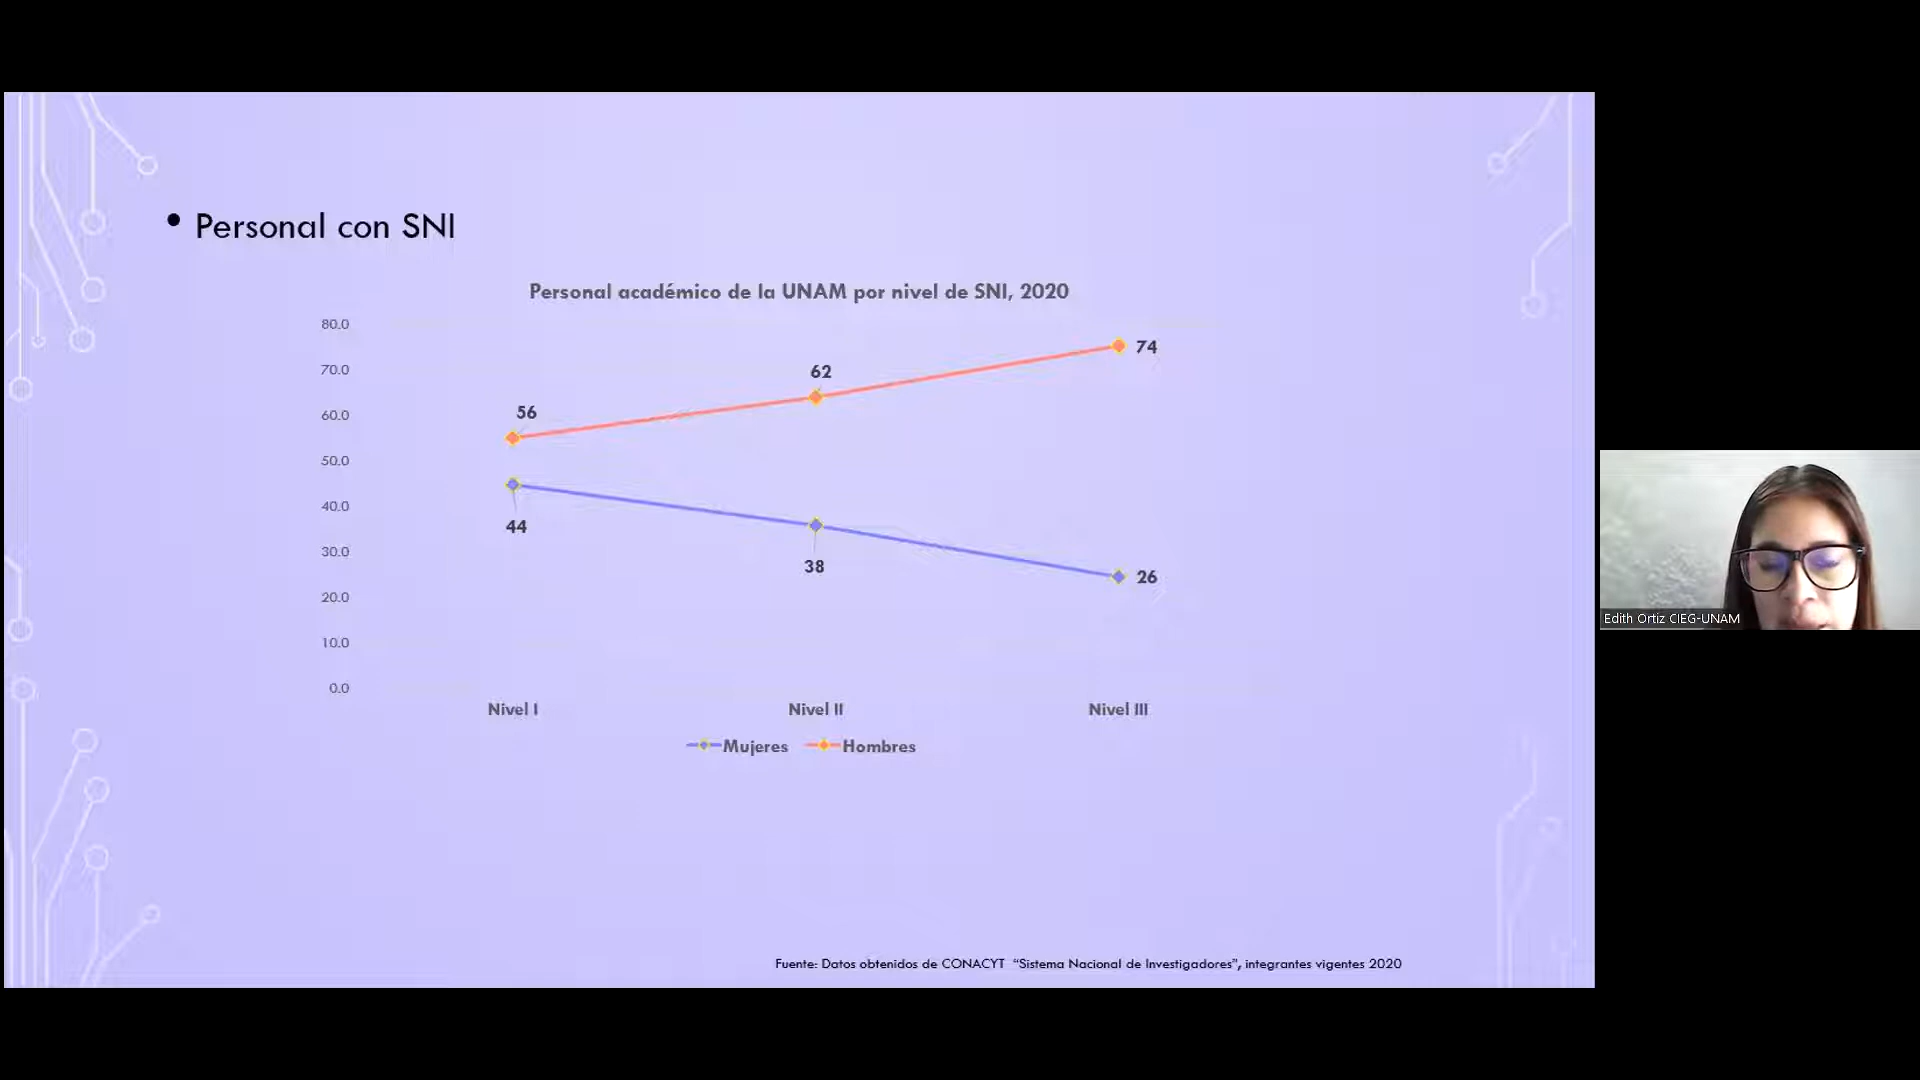 • Personal con SNI
Personal académico de la UNAM por nivel de SNI, 2020
80.0
70.0
60.0
50.0
40.0
30.0
20.0
10.0
0.0
56
62
74
44
38
26
Nivel I
Nivel II
Nivel III
Mujeres
Hombres
Fuente: Datos obtenidos de CONACYT “Sistema Nacional de Investigadores”, integrantes vigentes 2020
Edith Ortiz CIEG-UNAM